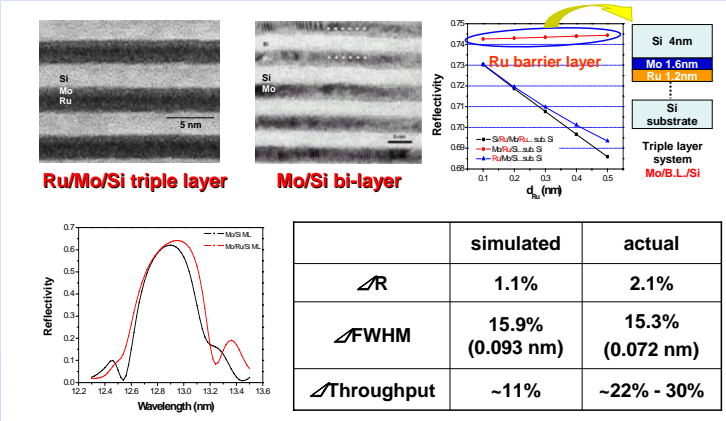 Si
Mo
Ru
5 nm
Ru/Mo/Si triple layer
Si
Mo
5 nm
Mo/Si bi-layer
0.75
0.74
0.73
0.72
0.71
0.70
0.69
0.68
Reflectivity
Ru barrier layer
Si/Ru/Mo/Ru... sub. Si
Mo/Ru/Si...sub. Si
Ru/Mo/Si...sub. Si
0.1 0.2 0.3 0.4 0.5
dRu (nm)
Si 4nm
Mo 1.6nm
Ru 1.2nm
Si
substrate
Triple layer
system
Mo/B.L./Si
0.7
0.6
0.5
0.4
0.3
0.2
0.1
0.0
Reflectivity
Mo/Si ML
Mo/Ru/Si ML
12.2 12.4 12.6 12.8 13.0 13.2 13.4 13.6
Wavelength (nm)
simulated actual
⊿R 1.1% 2.1%
⊿FWHM 15.9% 15.3%
(0.093 nm) (0.072 nm)
⊿Throughput ~11% ~22% - 30%